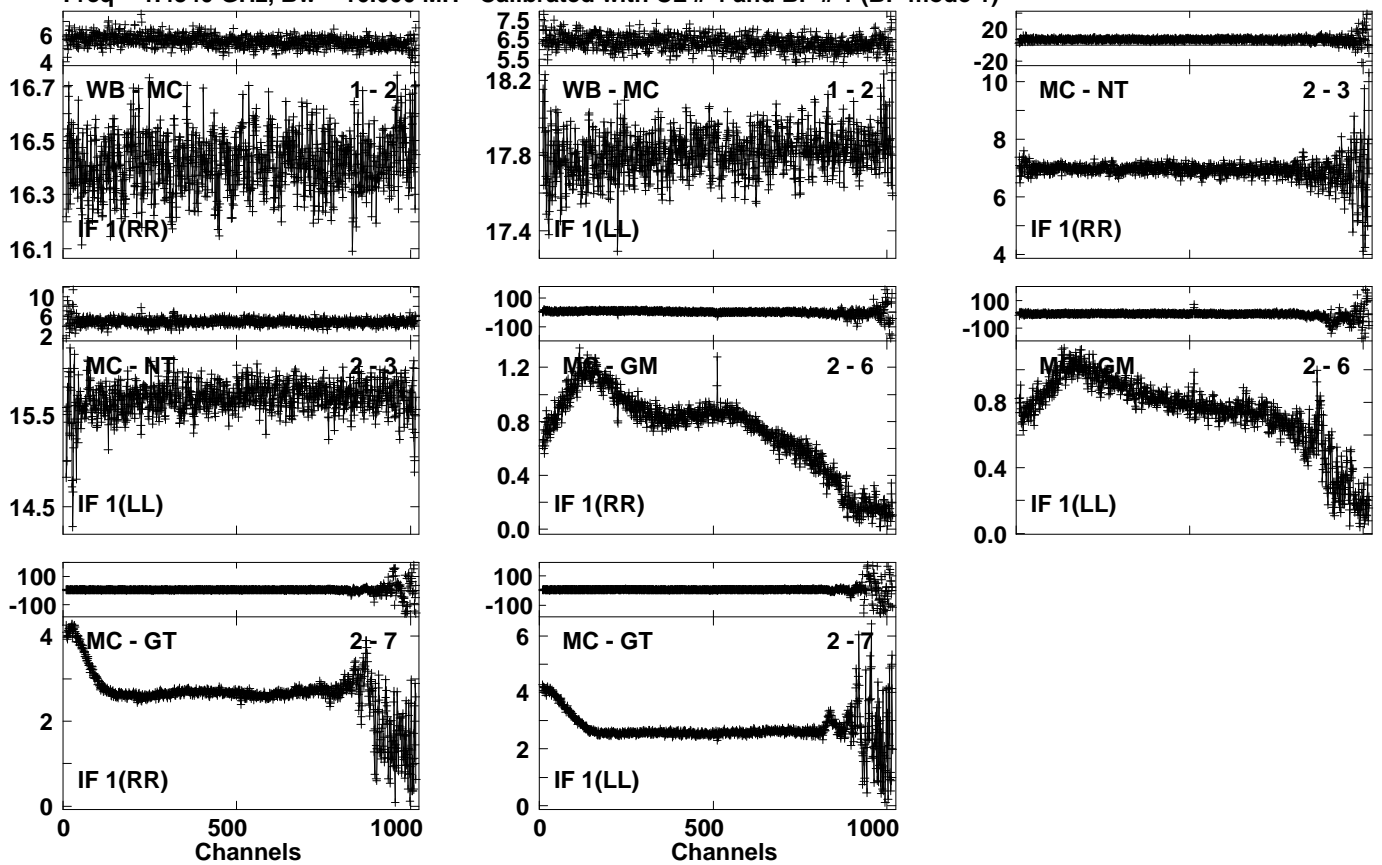 Freq GHz, Calibrated with CL # and BP # (BP mode
6
4
16.7
16.5
16.3
16.1
WB - MC 1 - 2
IF 1(RR)
7.5
6.5
5.5
18.2
17.8
17.4
WB - MC 1 - 2
IF 1(LL)
20
-20
10
8
6
4
MC - NT 2 - 3
IF 1(RR)
10
6
2
15.5
14.5
MC - NT 2 - 3
IF 1(LL)
100
-100
1.2
0.8
0.4
0.0
MC - GM 2 - 6
IF 1(RR)
100
-100
0.8
0.4
0.0
MC - GM 2 - 6
IF 1(LL)
100
-100
4
2
0
MC - GT 2 - 7
IF 1(RR)
0 500 1000
Channels
100
-100
6
4
2
0
MC - GT 2 - 7
IF 1(LL)
0 500 1000
Channels